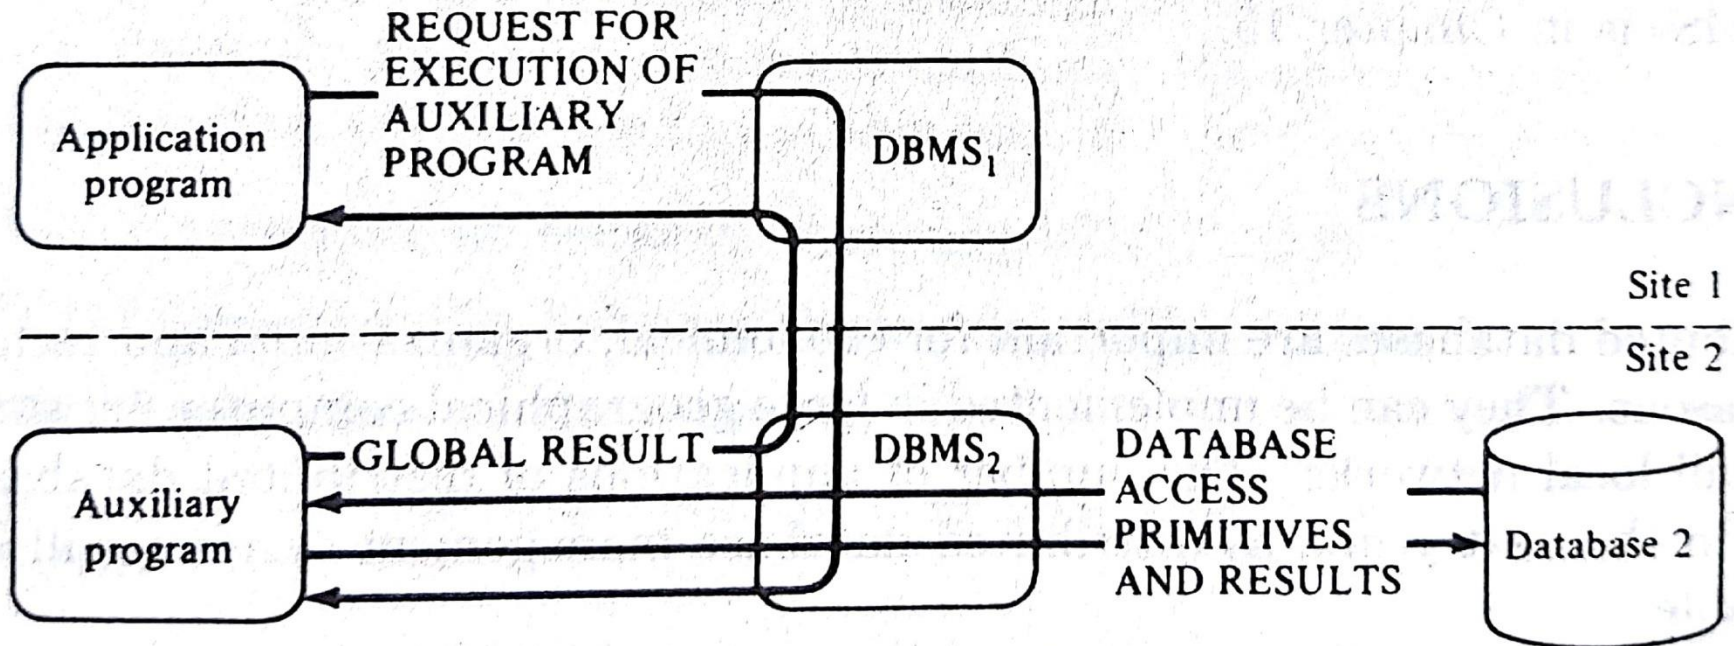 REQUEST FOR
EXECUTION OF
AUXILIARY
PROGRAM
Application
program
DBMS₁
Site 1
Site 2
GLOBAL RESULT
DBMS₂
DATABASE
ACCESS
PRIMITIVES
AND RESULTS
Auxiliary
program
Database 2